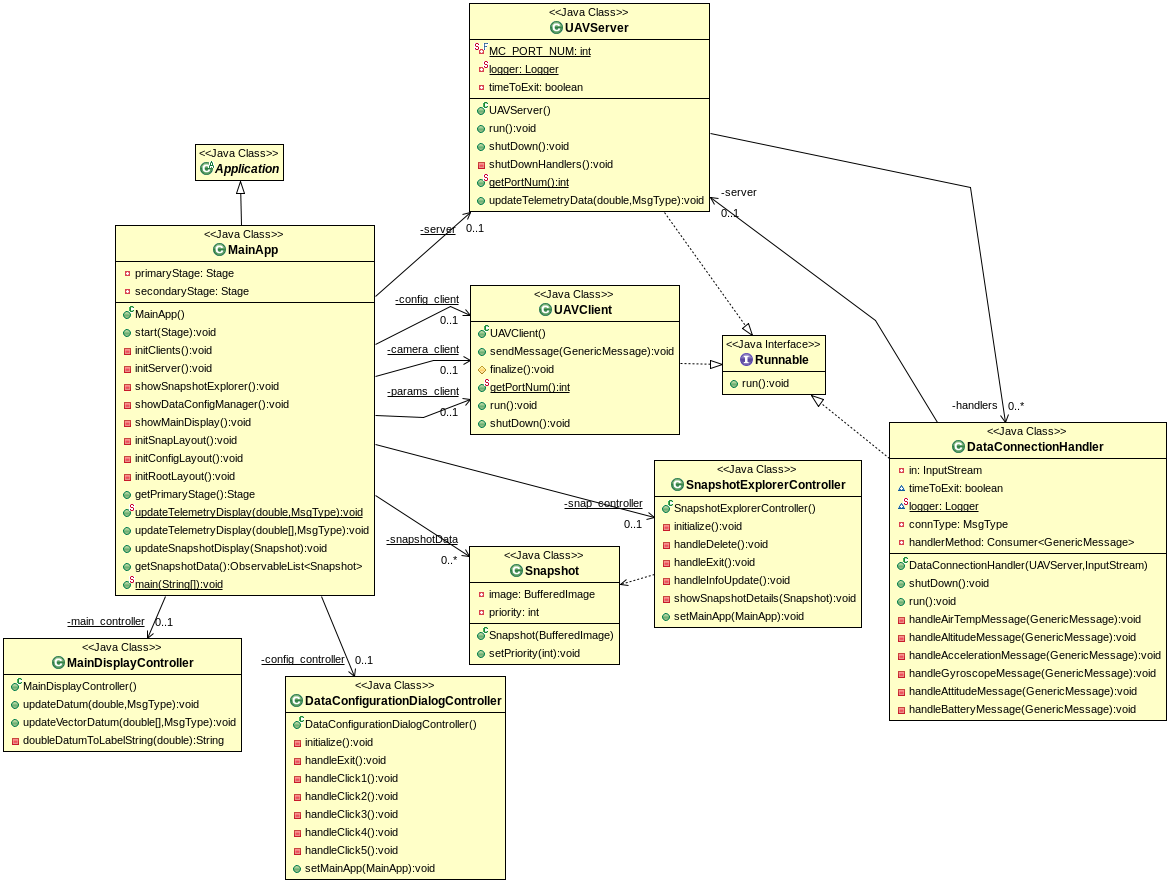 <<Java Class>>
UAVServer
MC_PORT_NUM: int
logger: Logger
timeToExit: boolean
UAVServer()
run():void
shutDown():void
shutDownHandlers():void
getPortNum():int
updateTelemetryData(double,MsgType):void
<<Java Class>>
Application
<<Java Class>>
MainApp
primaryStage: Stage
secondaryStage: Stage
MainApp()
start(Stage):void
initClients():void
initServer():void
showSnapshotExplorer():void
showDataConfigManager():void
showMainDisplay():void
initSnapLayout():void
initConfigLayout():void
initRootLayout():void
getPrimaryStage():Stage
updateTelemetryDisplay(double,MsgType):void
updateTelemetryDisplay(double[],MsgType):void
updateSnapshotDisplay(Snapshot):void
getSnapshotData():ObservableList<Snapshot>
main(String[]):void
-server
0..1
-config_client
0..1
-camera_client
0..1
-params_client
0..1
-snap_controller
0..1
-snapshotData
0..*
-main_controller
0..1
-config_controller
0..1
<<Java Class>>
UAVClient
UAVClient()
sendMessage(GenericMessage):void
finalize():void
getPortNum():int
run():void
shutDown():void
-server
0..1
<<Java Interface>>
Runnable
run():void
-handlers
0..*
<<Java Class>>
DataConnectionHandler
in: InputStream
timeToExit: boolean
logger: Logger
connType: MsgType
handlerMethod: Consumer<GenericMessage>
DataConnectionHandler(UAVServer,InputStream)
shutDown():void
run():void
handleAirTempMessage(GenericMessage):void
handleAltitudeMessage(GenericMessage):void
handleAccelerationMessage(GenericMessage):void
handleGyroscopeMessage(GenericMessage):void
handleAttitudeMessage(GenericMessage):void
handleBatteryMessage(GenericMessage):void
<<Java Class>>
SnapshotExplorerController
SnapshotExplorerController()
initialize():void
handleDelete():void
handleExit():void
handleInfoUpdate():void
showSnapshotDetails(Snapshot):void
setMainApp(MainApp):void
<<Java Class>>
Snapshot
image: BufferedImage
priority: int
Snapshot(BufferedImage)
setPriority(int):void
<<Java Class>>
MainDisplayController
MainDisplayController()
updateDatum(double,MsgType):void
updateVectorDatum(double[],MsgType):void
doubleDatumToLabelString(double):String
<<Java Class>>
DataConfigurationDialogController
DataConfigurationDialogController()
initialize():void
handleExit():void
handleClick1():void
handleClick2():void
handleClick3():void
handleClick4():void
handleClick5():void
setMainApp(MainApp):void